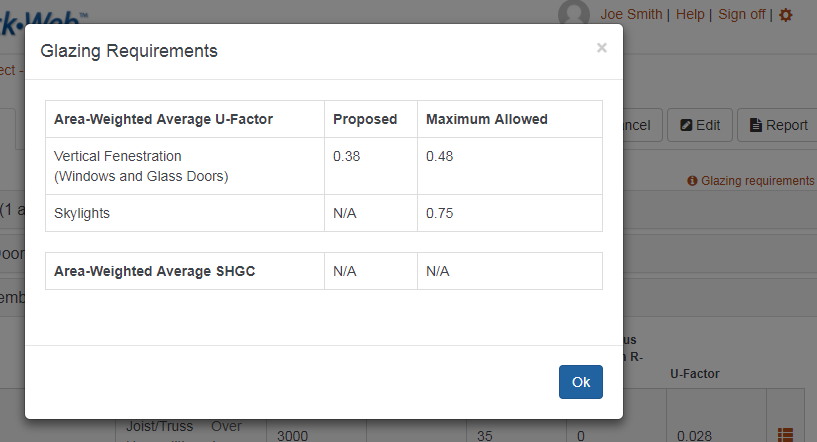 k•Web™
Joe Smith | Help | Sign off |
Glazing Requirements ×
ect -
Area-Weighted Average U-Factor Proposed Maximum Allowed
ncel Edit Report
Vertical Fenestration 0.38 0.48
(Windows and Glass Doors)
Glazing requirements
Skylights N/A 0.75
(1 a
oor
Area-Weighted Average SHGC N/A N/A
emb
us
R-
U-Factor
Ok
Joist/Truss Over
3000 35 0 0.028